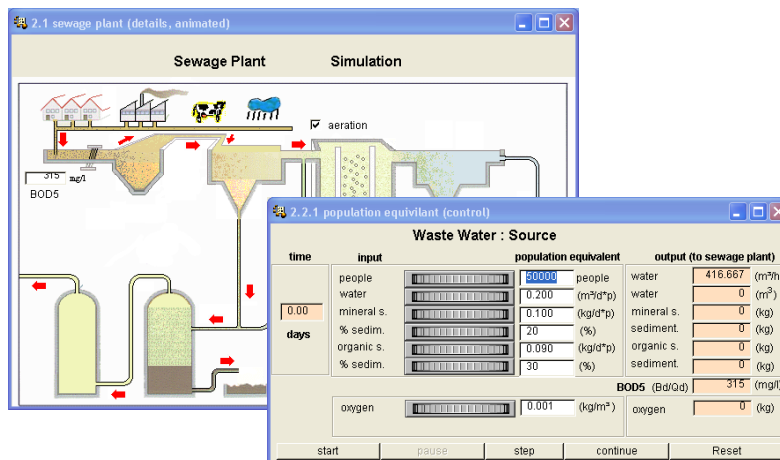 2.1 sewage plant (details, animated)
Sewage Plant Simulation
aeration
315 mg/l
BOD5
2.2.1 population equivilant (control)
Waste Water : Source
time input population equivalent output (to sewage plant)
people 50000 people water 416.667 (m³/h
water 0.200 (m³/d*p) water 0 (m³)
mineral s. 0.100 (kg/d*p) mineral s. 0 (kg)
0.00
% sedim. 20 (%) sediment. 0 (kg)
days
organic s. 0.090 (kg/d*p) organic s. 0 (kg)
% sedim. 30 (%) sediment. 0 (kg)
BOD5 (Bd/Qd) 315 (mg/l)
oxygen 0.001 (kg/m³) oxygen 0 (kg)
start pause step continue Reset